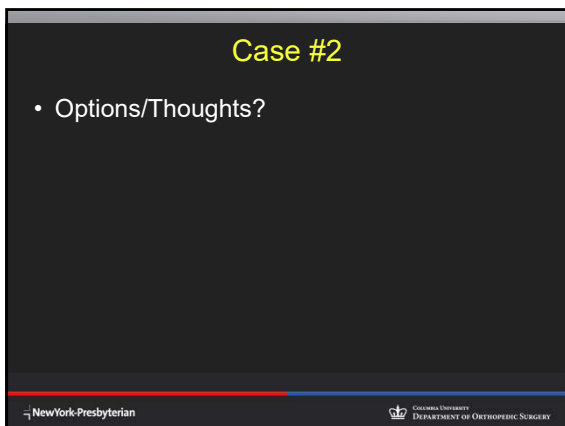 Case #2
• Options/Thoughts?
NewYork-Presbyterian
COLUMBIA UNIVERSITY
DEPARTMENT OF ORTHOPEDIC SURGERY